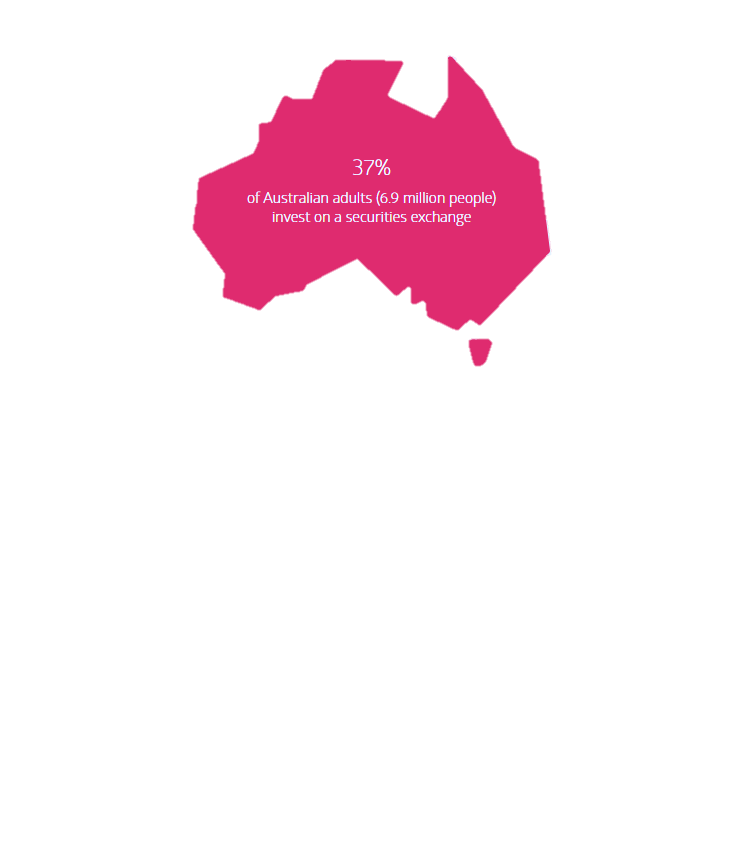 37%
of Australian adults (6.9 million people)
invest on a securities exchange